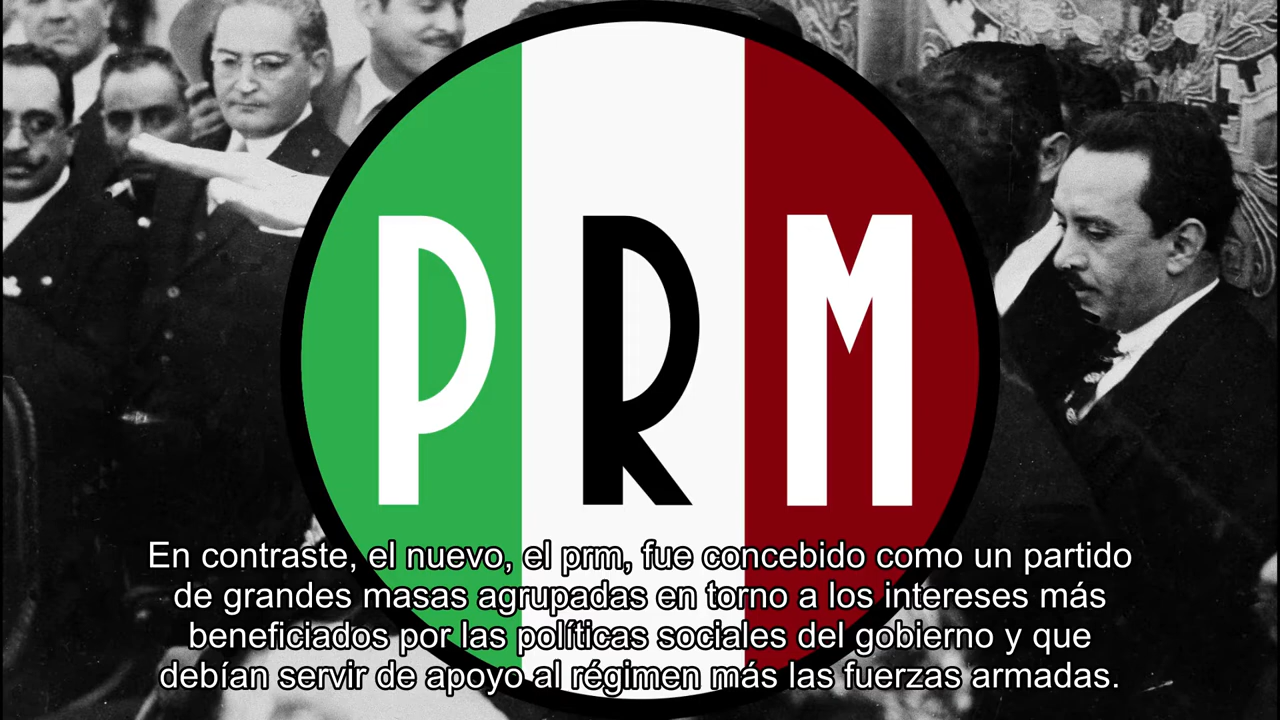 PRM
En contraste, el nuevo, el prm, fue concebido como un partido
de grandes masas agrupadas en torno a los intereses más
beneficiados por las políticas sociales del gobierno y que
debían servir de apoyo al régimen más las fuerzas armadas.